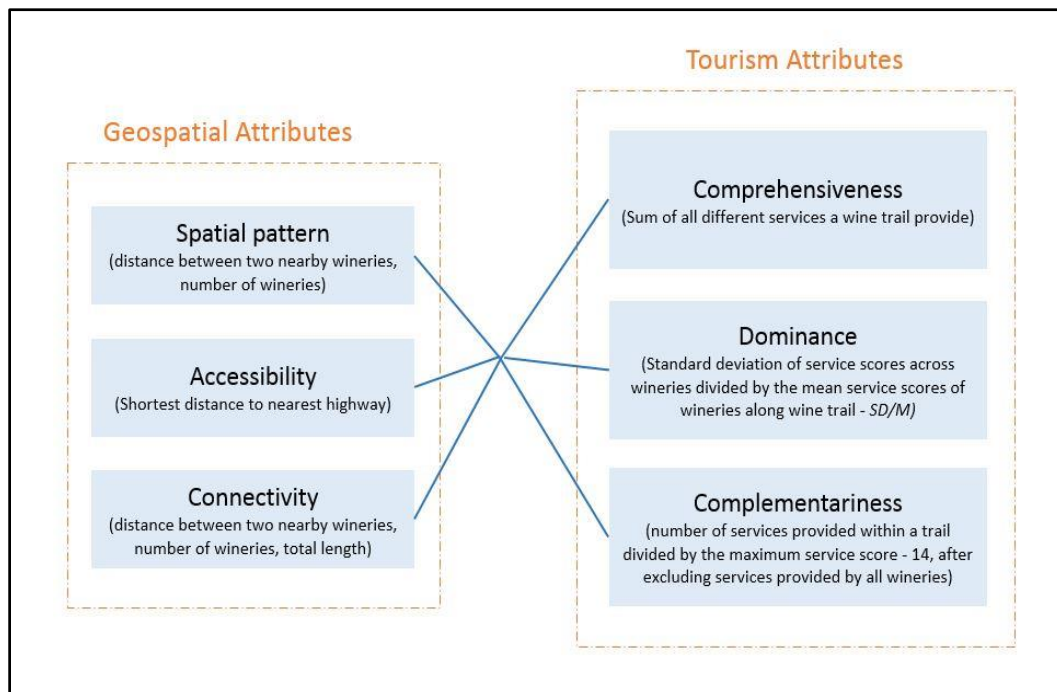 Geospatial Attributes
Spatial pattern
(distance between two nearby wineries,
number of wineries)
Accessibility
(Shortest distance to nearest highway)
Connectivity
(distance between two nearby wineries,
number of wineries, total length)
Tourism Attributes
Comprehensiveness
(Sum of all different services a wine trail provide)
Dominance
(Standard deviation of service scores across
wineries divided by the mean service scores of
wineries along wine trail - SD/M)
Complementariness
(number of services provided within a trail
divided by the maximum service score - 14, after
excluding services provided by all wineries)